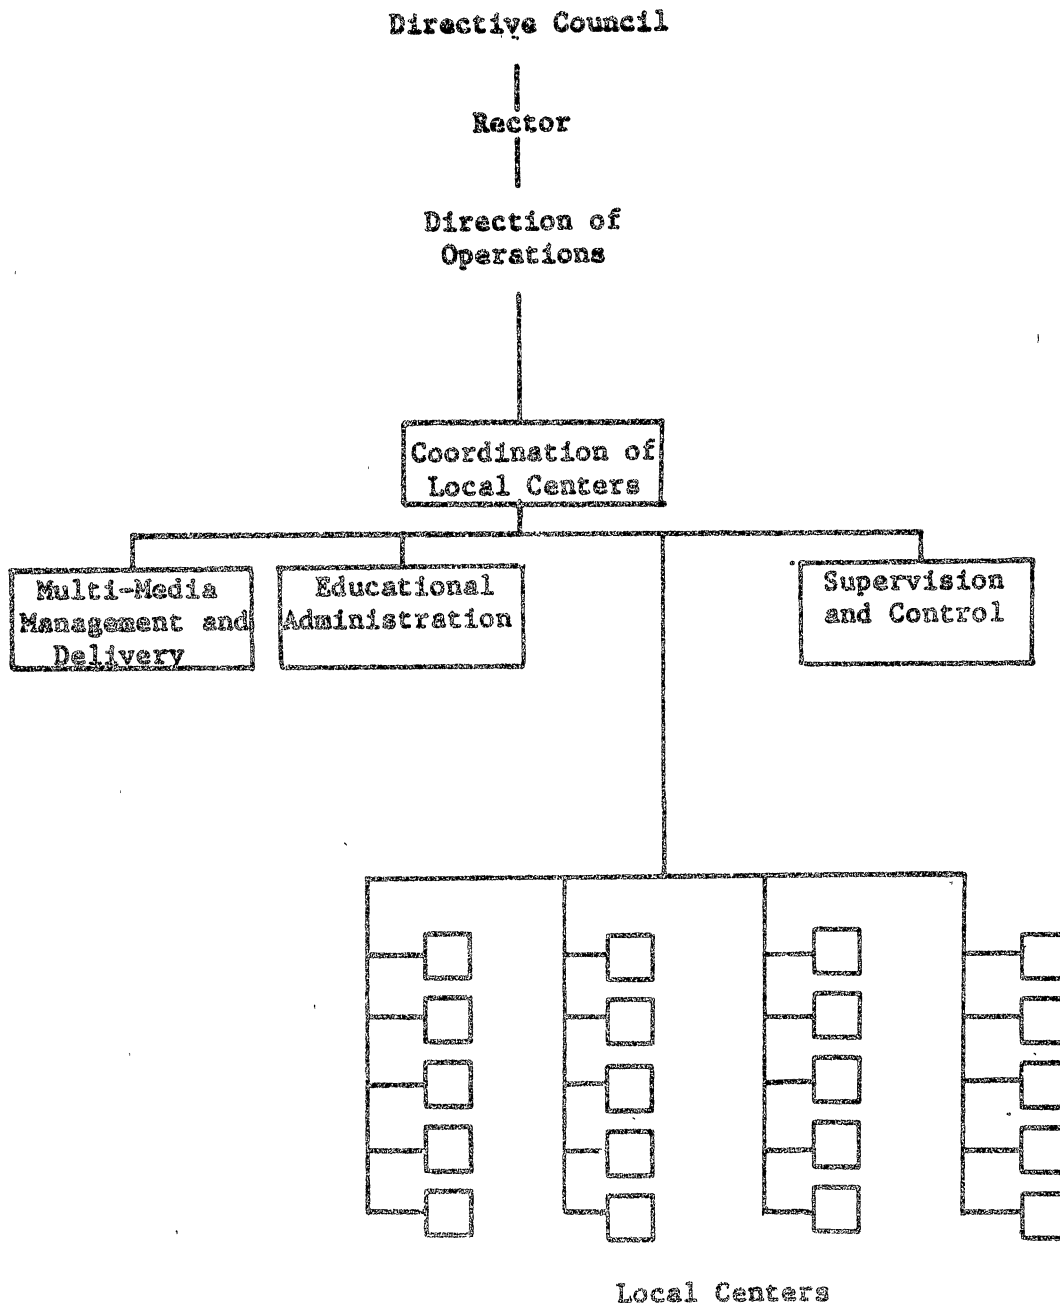 Directive Council
Rector
Direction of
Operations
Coordination of
Local Centers
Multi-Media
Management and
Delivery
Educational
Administration
Supervision
and Control
Local Centers